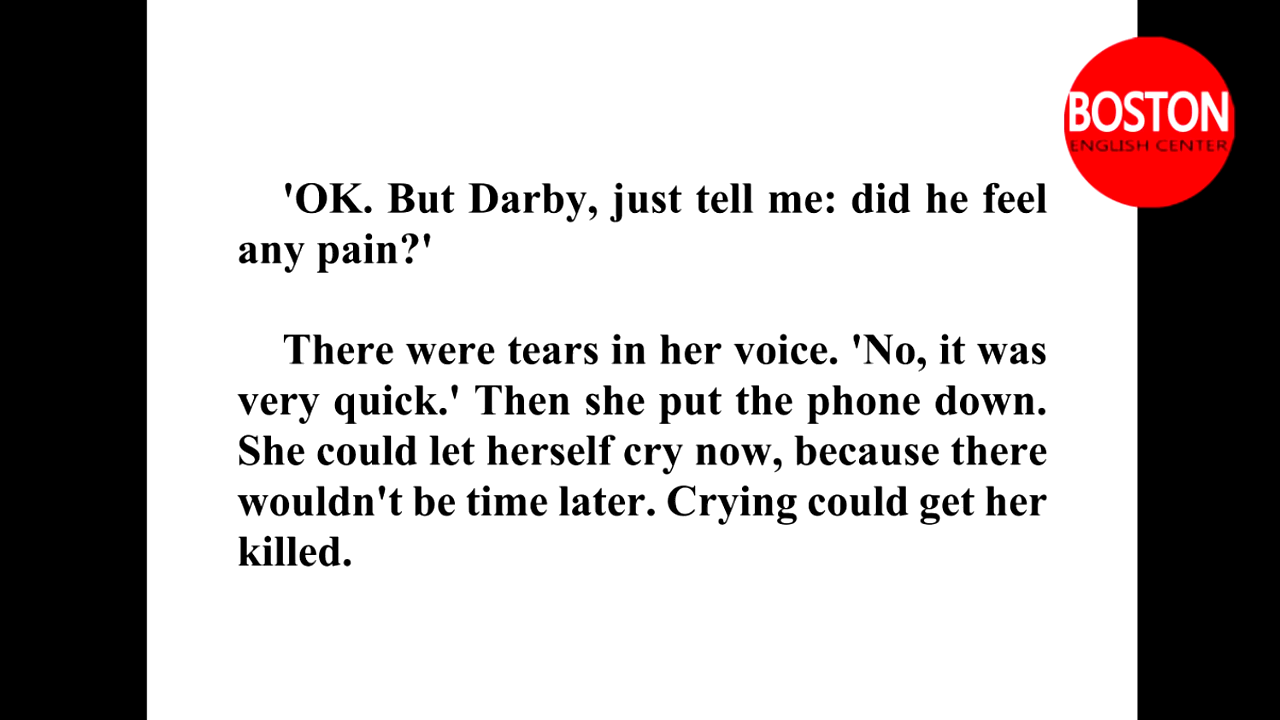 BOSTON
ENGLISH CENTER
'OK. But Darby, just tell me: did he feel
any pain?'
There were tears in her voice. 'No, it was
very quick.' Then she put the phone down.
She could let herself cry now, because there
wouldn't be time later. Crying could get her
killed.